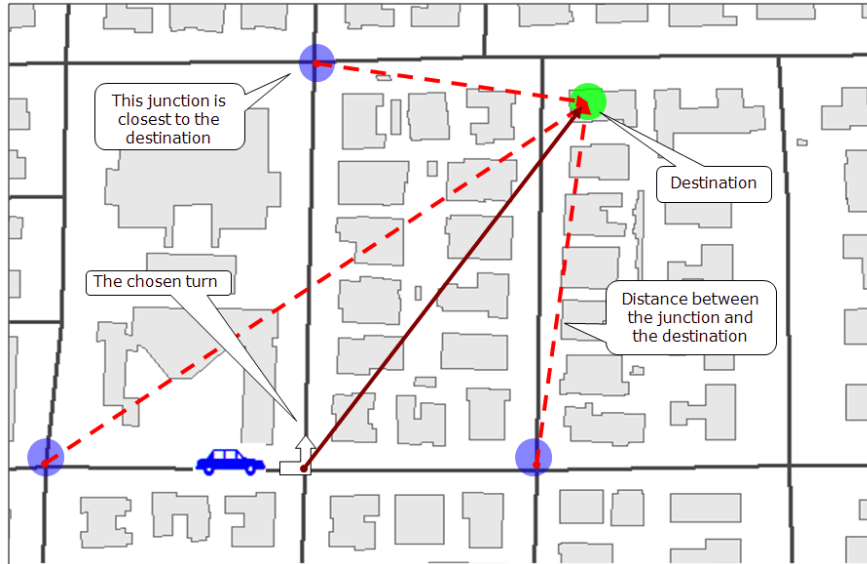 This junction is
closest to the
destination
Destination
The chosen turn
Distance between
the junction and
the destination